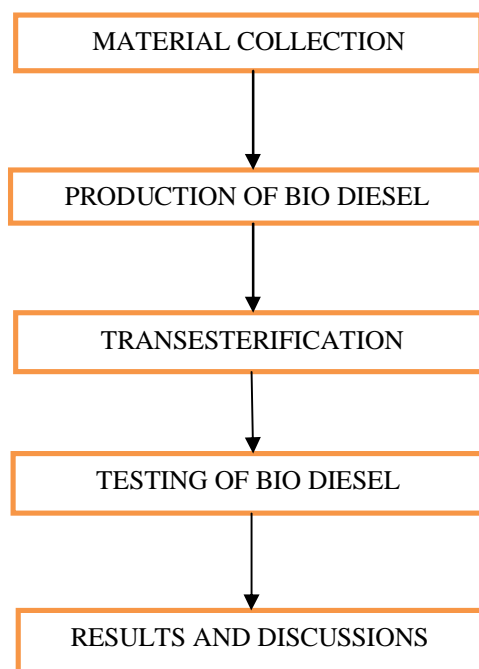 MATERIAL COLLECTION
PRODUCTION OF BIO DIESEL
TRANSESTERIFICATION
TESTING OF BIO DIESEL
RESULTS AND DISCUSSIONS